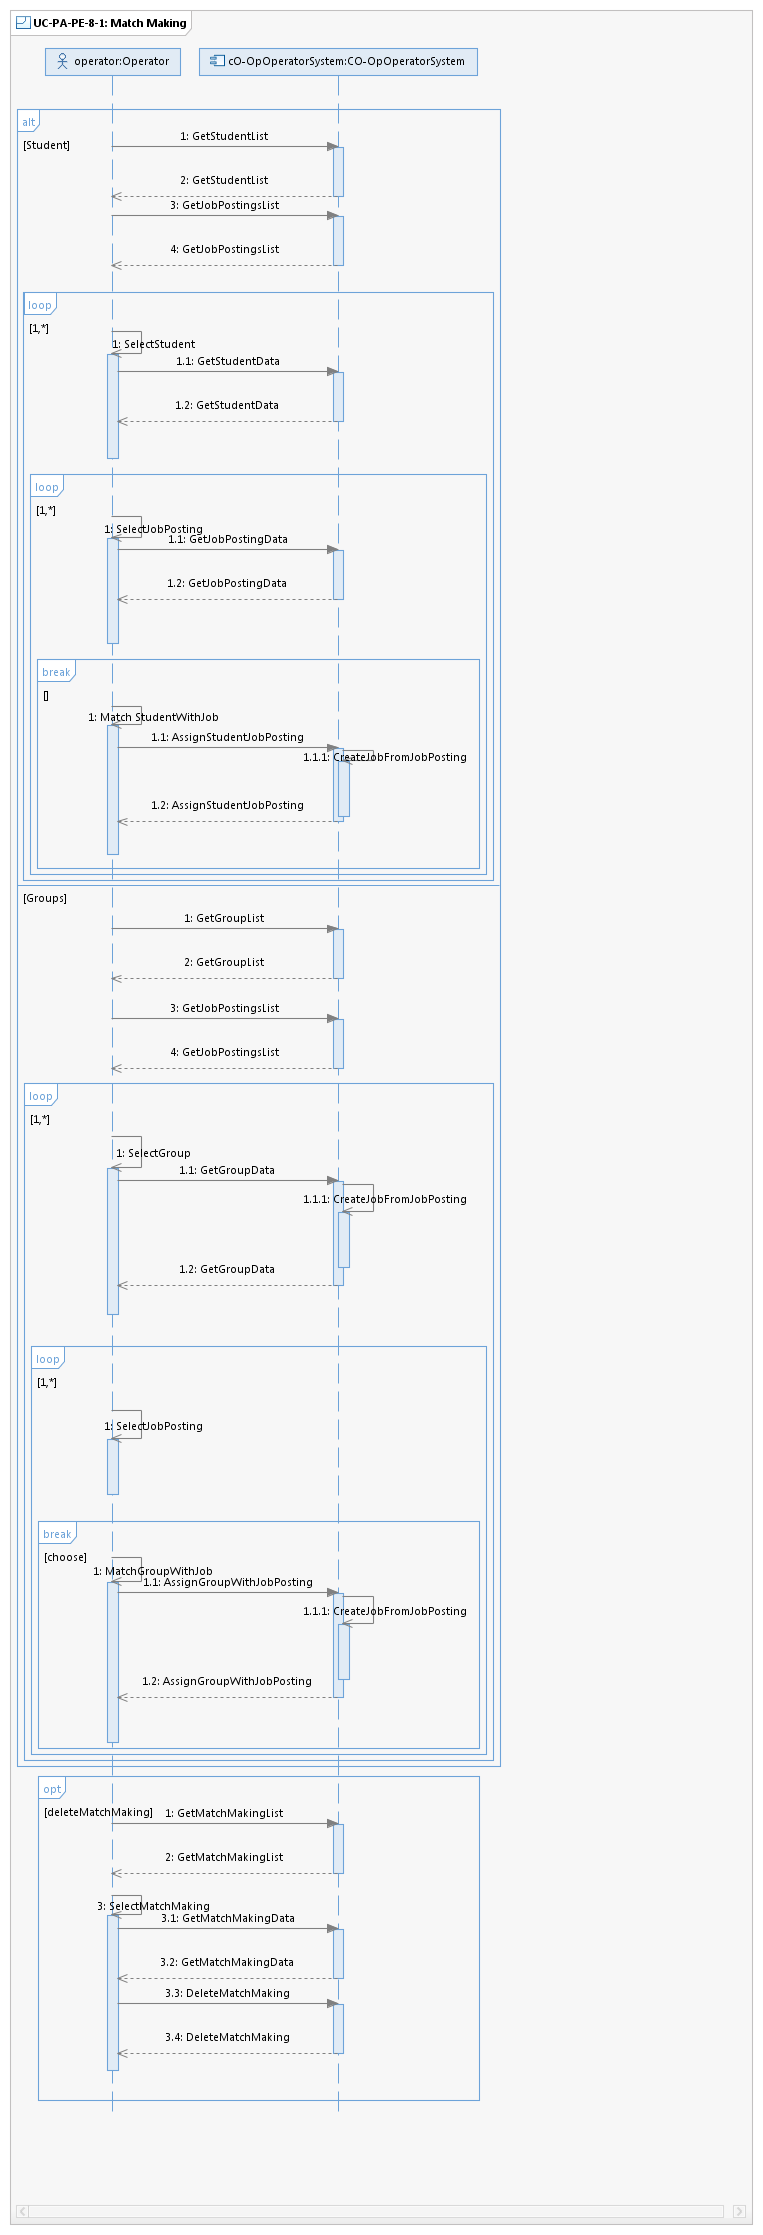 UC-PA-PE-8-1: Match Making
operator:Operator
cO-OpOperatorSystem:CO-OpOperatorSystem
alt
[Student]
1: GetStudentList
2: GetStudentList
3: GetJobPostingsList
4: GetJobPostingsList
loop
[1,*]
1: SelectStudent
1.1: GetStudentData
1.2: GetStudentData
loop
[1,*]
1: SelectJobPosting
1.1: GetJobPostingData
1.2: GetJobPostingData
break
[]
1: Match StudentWithJob
1.1: AssignStudentJobPosting
1.1.1: CreateJobFromJobPosting
1.2: AssignStudentJobPosting
[Groups]
1: GetGroupList
2: GetGroupList
3: GetJobPostingsList
4: GetJobPostingsList
loop
[1,*]
1: SelectGroup
1.1: GetGroupData
1.1.1: CreateJobFromJobPosting
1.2: GetGroupData
loop
[1,*]
1: SelectJobPosting
break
[choose]
1: MatchGroupWithJob
1.1: AssignGroupWithJobPosting
1.1.1: CreateJobFromJobPosting
1.2: AssignGroupWithJobPosting
opt
[deleteMatchMaking]
1: GetMatchMakingList
2: GetMatchMakingList
3: SelectMatchMaking
3.1: GetMatchMakingData
3.2: GetMatchMakingData
3.3: DeleteMatchMaking
3.4: DeleteMatchMaking